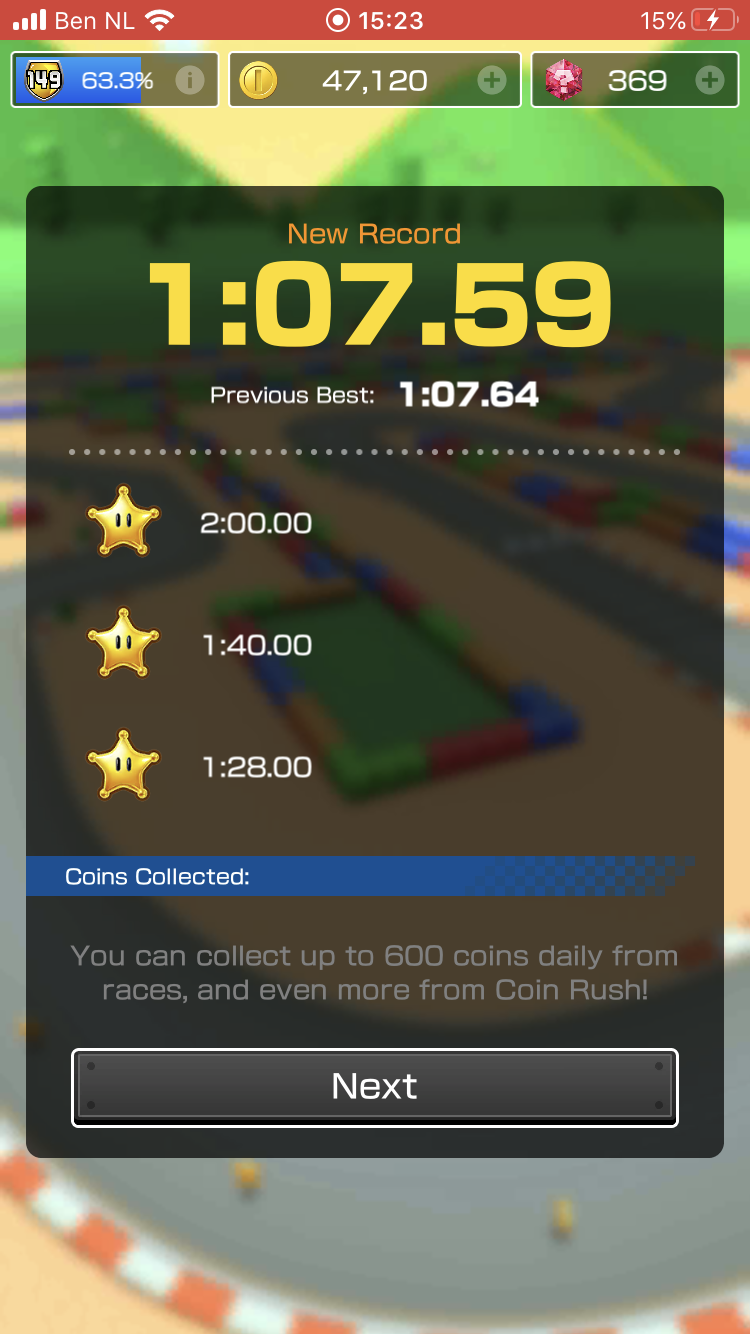 Ben NL 15:23 15%
149 63.3% i 47,120 + 369 +
New Record
1:07.59
Previous Best: 1:07.64
2:00.00
1:40.00
1:28.00
Coins Collected:
You can collect up to 600 coins daily from
races, and even more from Coin Rush!
Next